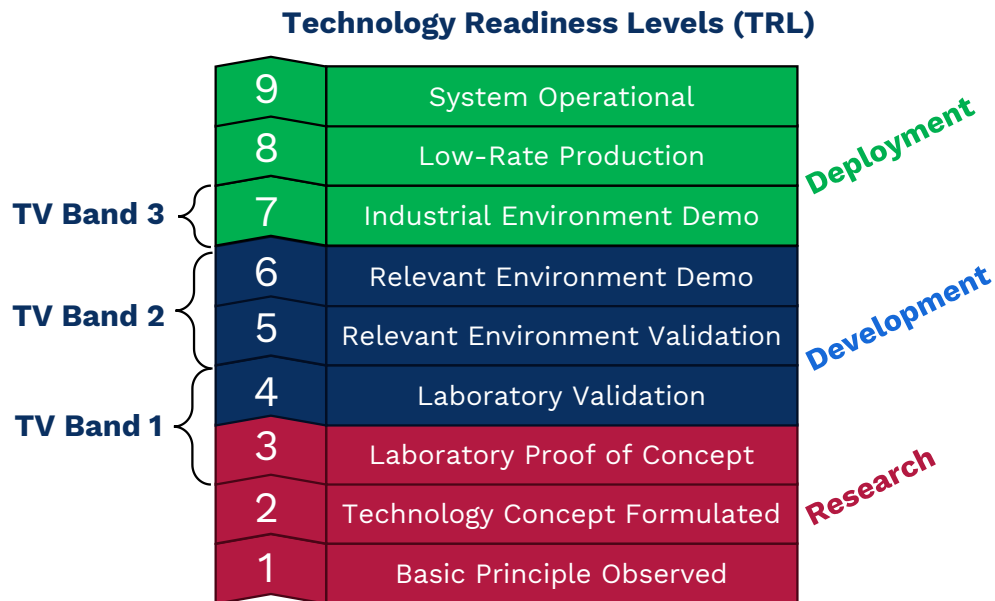 Technology Readiness Levels (TRL)
9 System Operational
8 Low-Rate Production
Deployment
TV Band 3
7 Industrial Environment Demo
6 Relevant Environment Demo
TV Band 2
5 Relevant Environment Validation
Development
4 Laboratory Validation
TV Band 1
3 Laboratory Proof of Concept
2 Technology Concept Formulated
Research
1 Basic Principle Observed